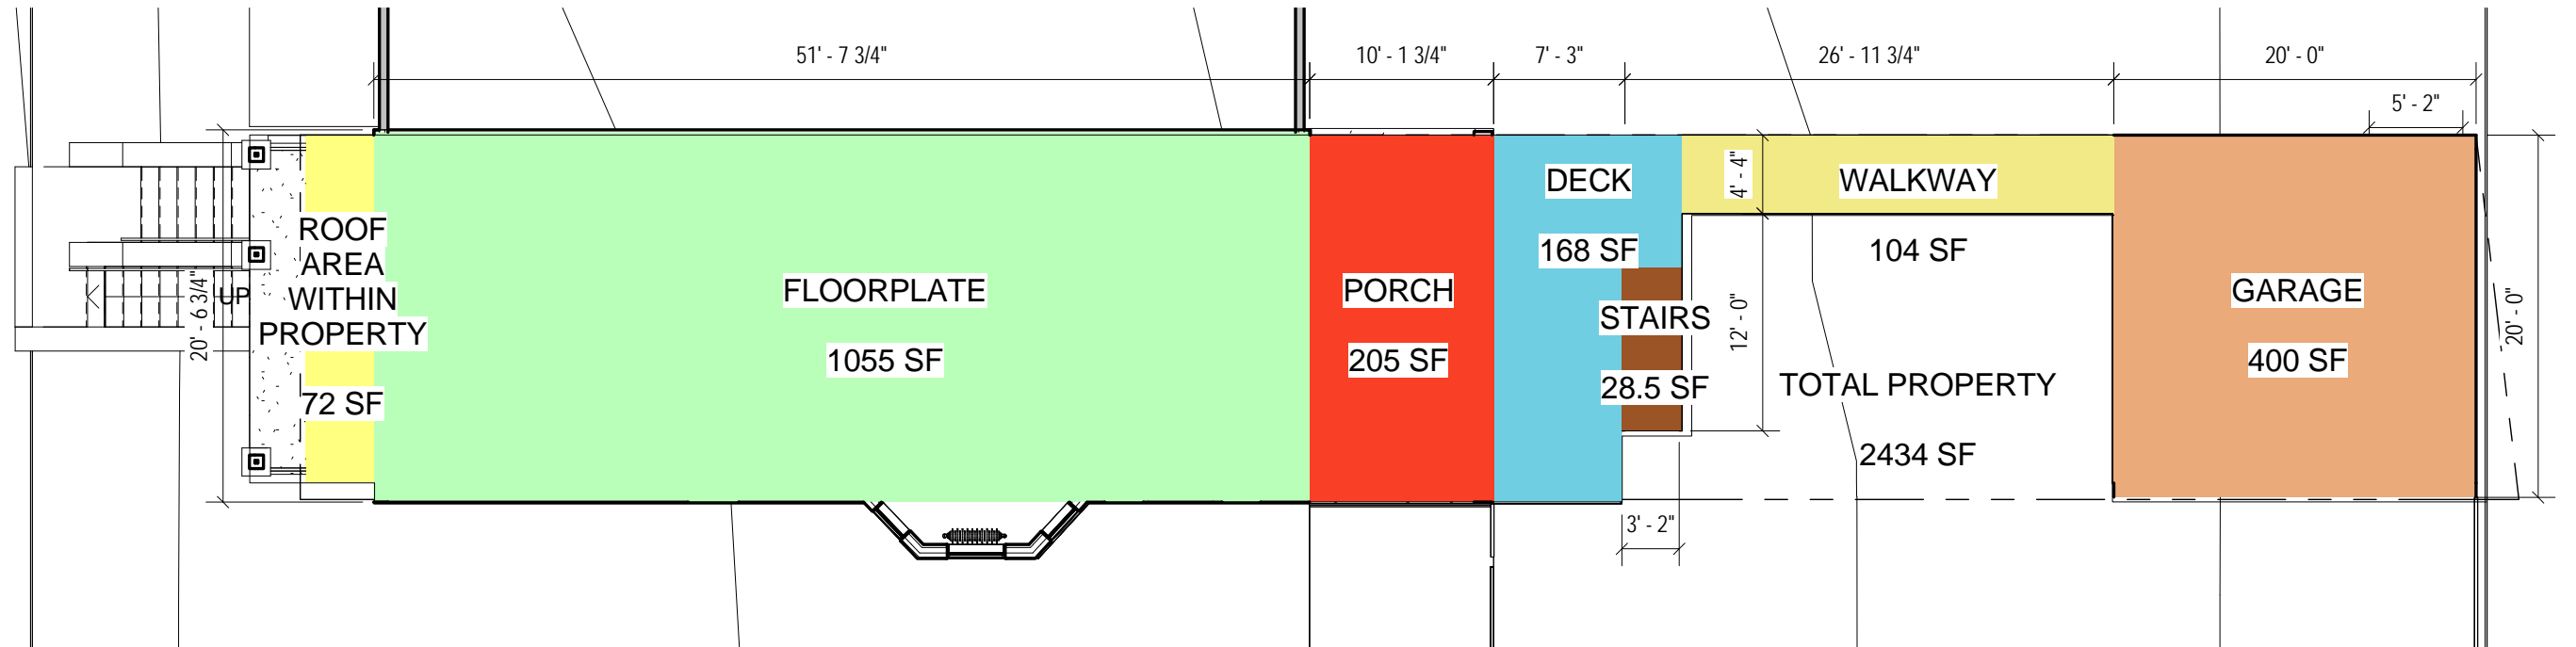 51' - 7 3/4"
10' - 1 3/4"
7' - 3"
26' - 11 3/4"
20' - 0"
5' - 2"
20' - 6 3/4"
UP
ROOF
AREA
WITHIN
PROPERTY
72 SF
FLOORPLATE
1055 SF
PORCH
205 SF
DECK
168 SF
STAIRS
28.5 SF
3' - 2"
4' - 4"
12' - 0"
WALKWAY
104 SF
TOTAL PROPERTY
2434 SF
GARAGE
400 SF
20' - 0"